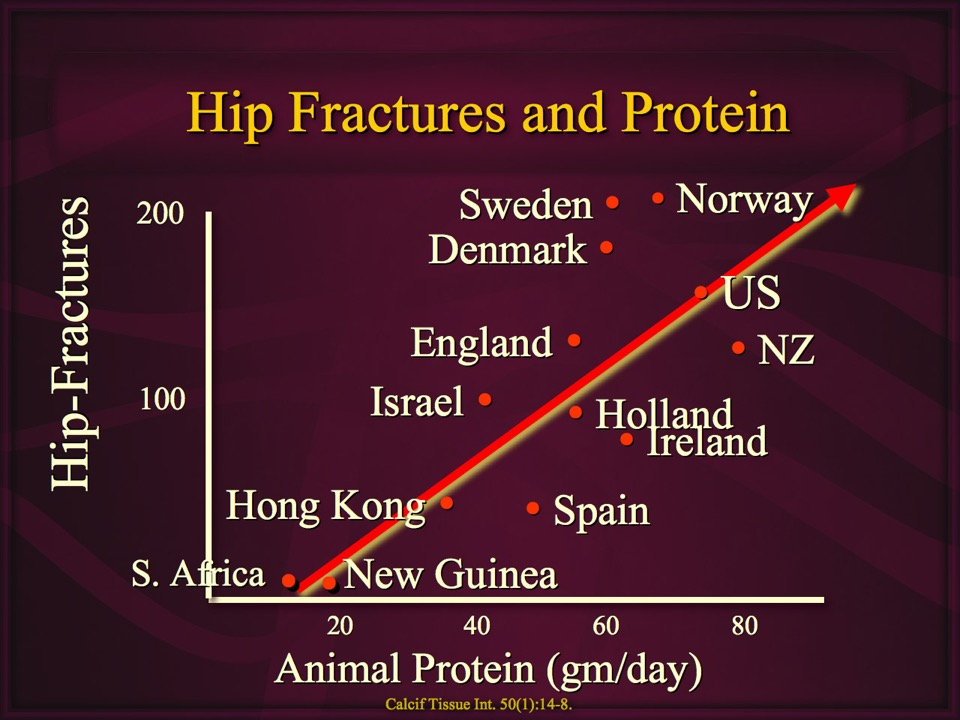 Hip Fractures and Protein
Hip-Fractures
200
Sweden
Norway
Denmark
US
England
NZ
100
Israel
Holland
Ireland
Hong Kong
Spain
S. Africa
New Guinea
20 40 60 80
Animal Protein (gm/day)
Calcif Tissue Int. 50(1):14-8.